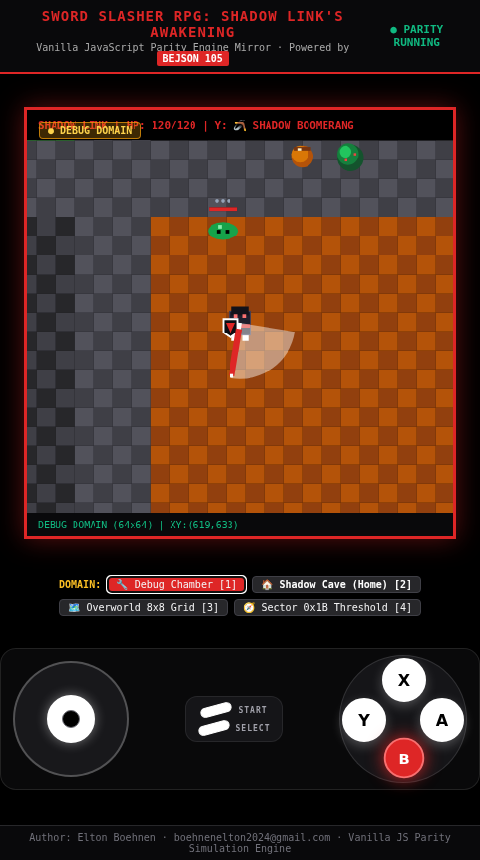 SWORD SLASHER RPG: SHADOW LINK'S
AWAKENING
Vanilla JavaScript Parity Engine Mirror · Powered by
BEJSON 105
● PARITY
RUNNING
SHADOW LINK HP: 120/120 | Y: 🪃 SHADOW BOOMERANG
● DEBUG DOMAIN
DEBUG DOMAIN (64x64) | XY:(619,633)
DOMAIN: 🔧 Debug Chamber [1] 🏠 Shadow Cave (Home) [2]
🗺️ Overworld 8x8 Grid [3] 🧭 Sector 0x1B Threshold [4]
START
SELECT
X
Y
A
B
Author: Elton Boehnen · boehnenelton2024@gmail.com · Vanilla JS Parity
Simulation Engine